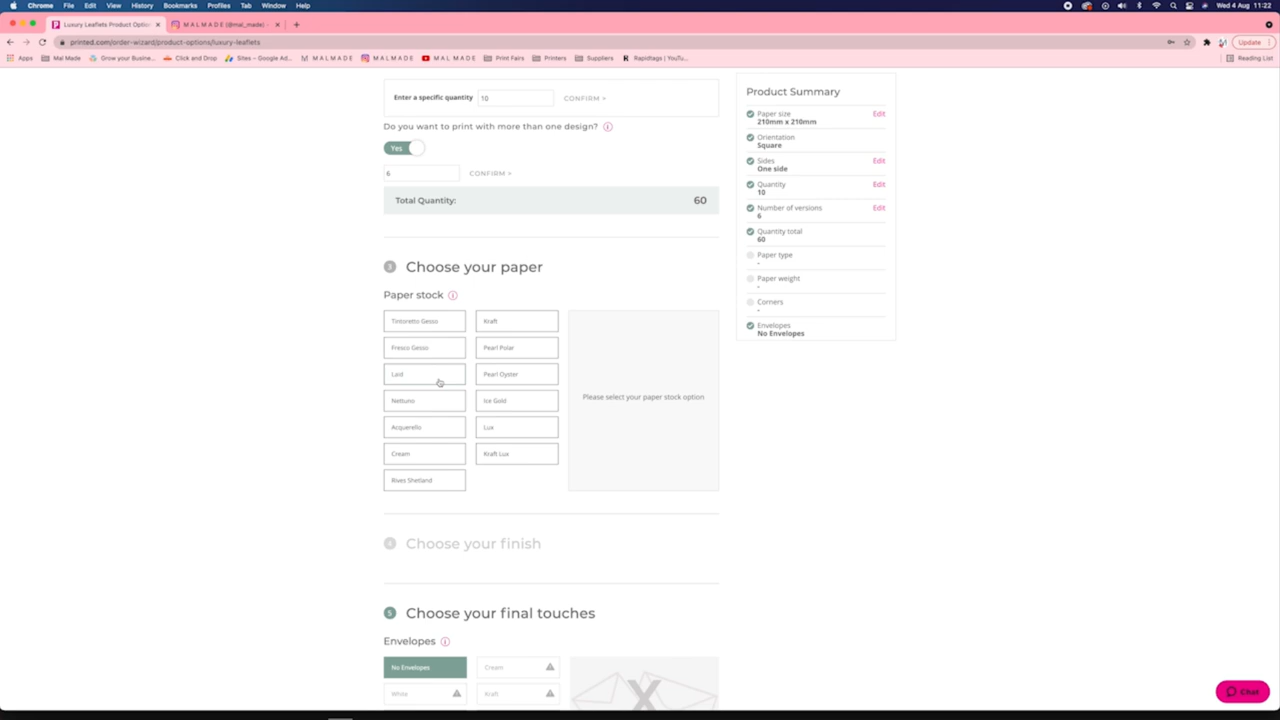 Chrome File Edit View History Bookmarks Profiles Tab Window Help Wed 4 Aug 11:22
Luxury Leaflets Product Optio × M A L M A D E (@mal_made) • × +
printed.com/order-wizard/product-options/luxury-leaflets Update
Apps Mal Made Grow your Busine... Click and Drop Sites – Google Ad... M A L M A D E M A L M A D E M A L M A D E Print Fairs Printers Suppliers Rapidtags | YouTu... Reading List
Enter a specific quantity 10 CONFIRM >
Do you want to print with more than one design? i
Yes
6 CONFIRM >
Total Quantity: 60
3 Choose your paper
Paper stock i
Tintoretto Gesso Kraft
Fresco Gesso Pearl Polar
Laid Pearl Oyster
Please select your paper stock option
Nettuno Ice Gold
Acquerello Lux
Cream Kraft Lux
Rives Shetland
4 Choose your finish
5 Choose your final touches
Envelopes i
No Envelopes Cream
White Kraft
X
Product Summary
Paper size Edit
210mm x 210mm
Orientation
Square
Sides Edit
One side
Quantity Edit
10
Number of versions Edit
6
Quantity total
60
Paper type
-
Paper weight
-
Corners
-
Envelopes
No Envelopes
Chat